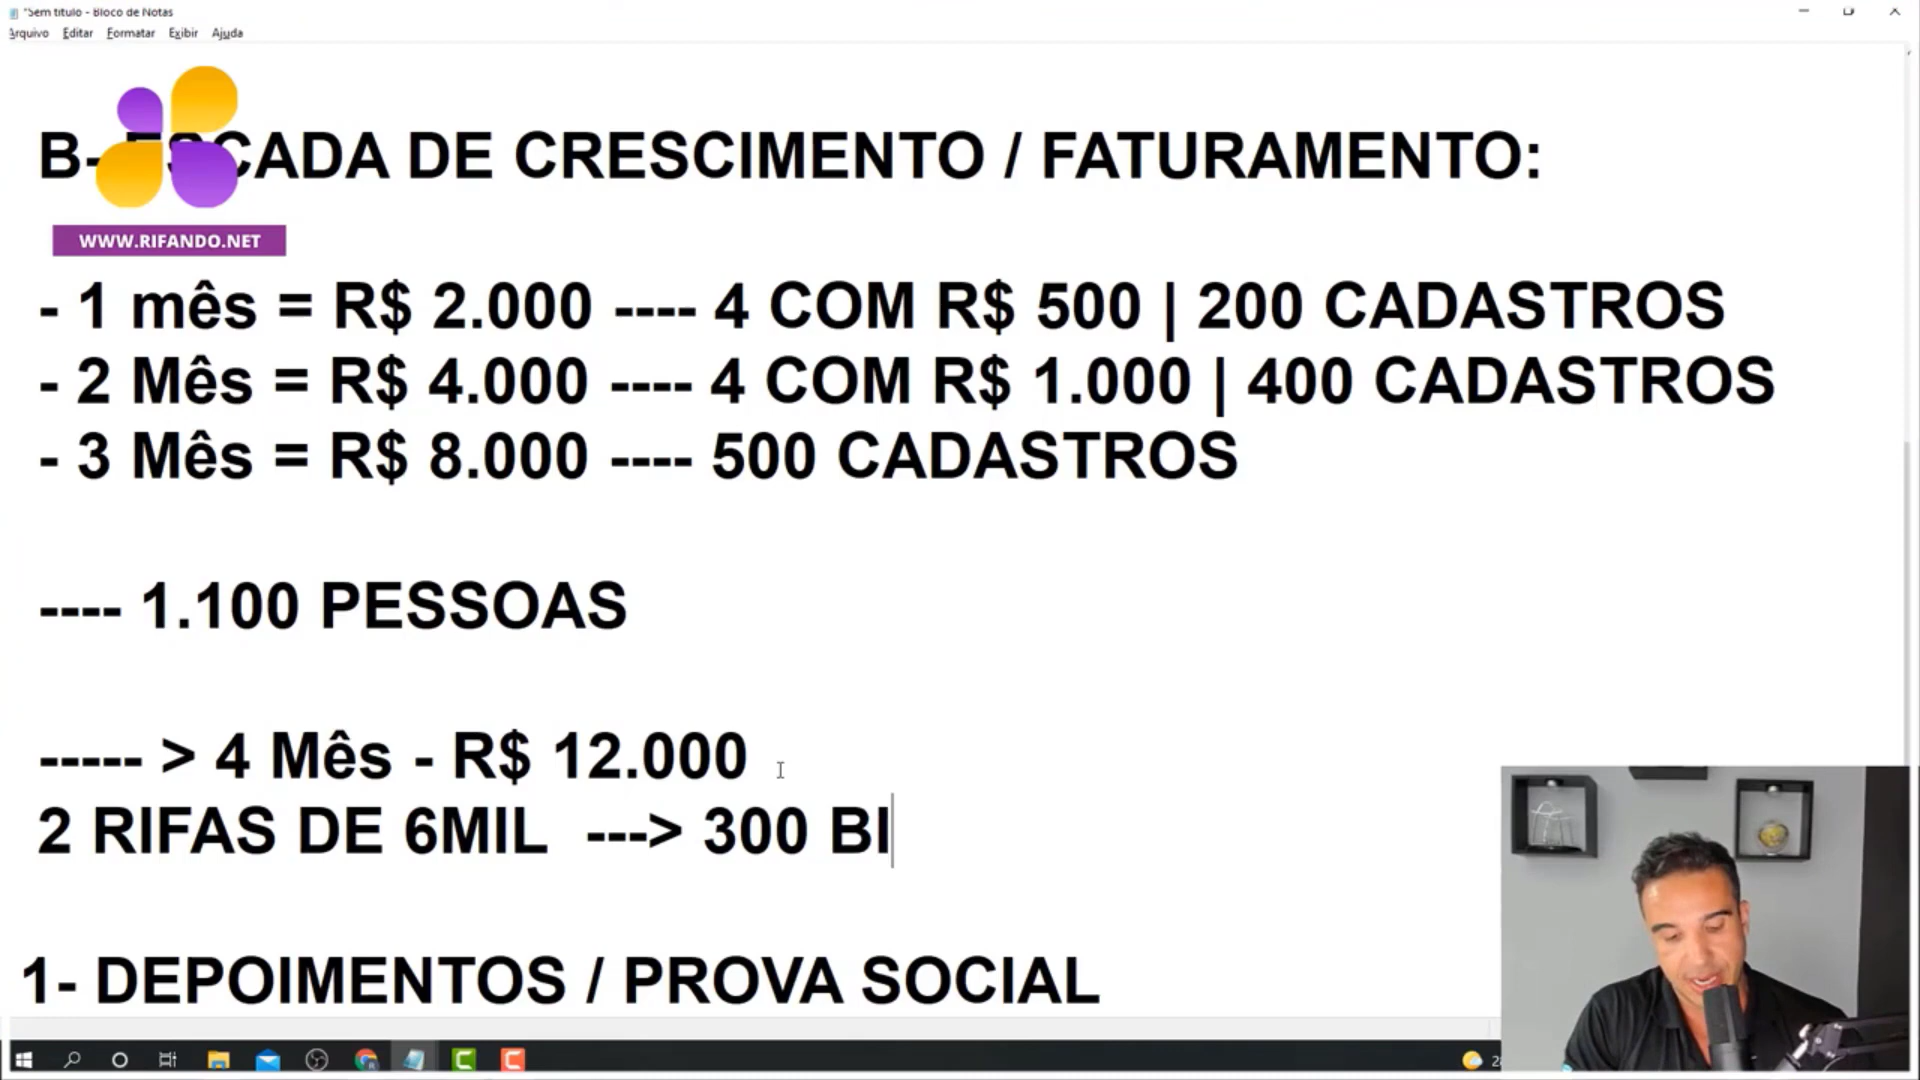 *Sem título - Bloco de Notas
Arquivo Editar Formatar Exibir Ajuda
B- ESCADA DE CRESCIMENTO / FATURAMENTO:
WWW.RIFANDO.NET
- 1 mês = R$ 2.000 ---- 4 COM R$ 500 | 200 CADASTROS
- 2 Mês = R$ 4.000 ---- 4 COM R$ 1.000 | 400 CADASTROS
- 3 Mês = R$ 8.000 ---- 500 CADASTROS
---- 1.100 PESSOAS
----- > 4 Mês - R$ 12.000
2 RIFAS DE 6MIL ---> 300 BI
1- DEPOIMENTOS / PROVA SOCIAL